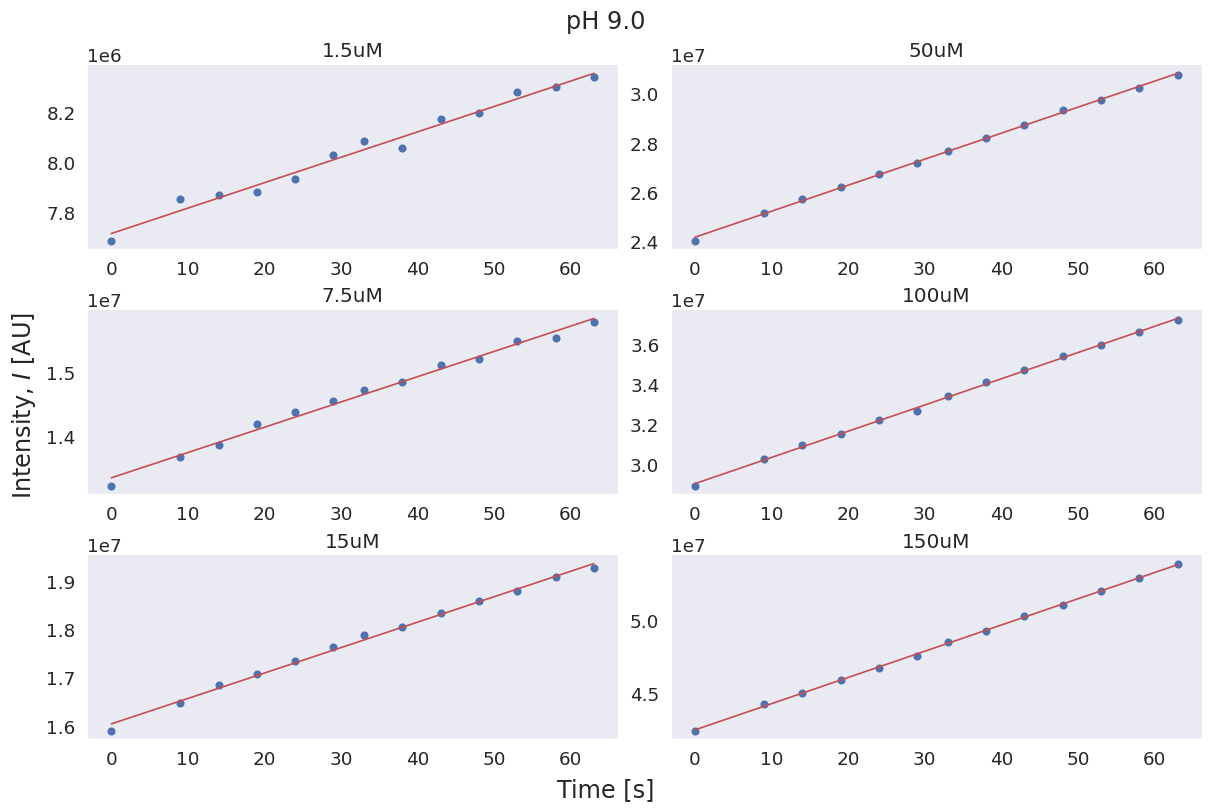 pH 9.0
1e6
1.5uM
8.2
8.0
7.8
0 10 20 30 40 50 60
1e7
50uM
3.0
2.8
2.6
2.4
0 10 20 30 40 50 60
1e7
7.5uM
1.5
1.4
0 10 20 30 40 50 60
1e7
100uM
3.6
3.4
3.2
3.0
0 10 20 30 40 50 60
1e7
15uM
1.9
1.8
1.7
1.6
0 10 20 30 40 50 60
1e7
150uM
5.0
4.5
0 10 20 30 40 50 60
Intensity, I [AU]
Time [s]